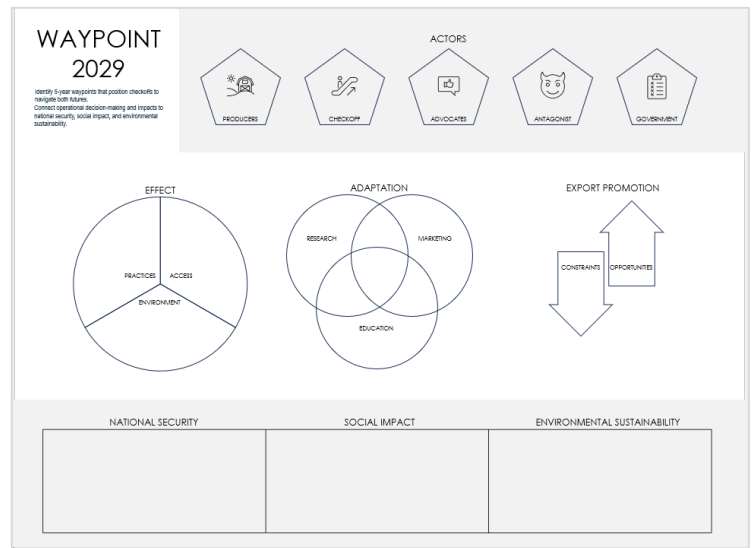 WAYPOINT
2029
Identify 5-year waypoints that position checkoffs to
navigate both futures.
Connect operational decision-making and impacts to
national security, social impact, and environmental
sustainability.
ACTORS
PRODUCERS
CHECKOFF
ADVOCATES
ANTAGONIST
GOVERNMENT
EFFECT
PRACTICES
ACCESS
ENVIRONMENT
ADAPTATION
RESEARCH
MARKETING
EDUCATION
EXPORT PROMOTION
CONSTRAINTS
OPPORTUNITIES
NATIONAL SECURITY
SOCIAL IMPACT
ENVIRONMENTAL SUSTAINABILITY